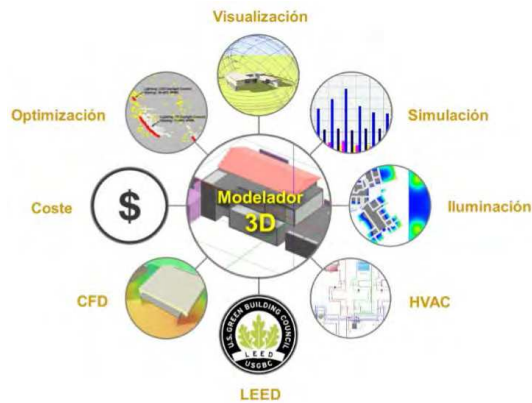 Visualización
Optimización
Simulación
Modelador
3D
Coste
$
Iluminación
CFD
HVAC
U.S. GREEN BUILDING COUNCIL
LEED
USGBC
LEED